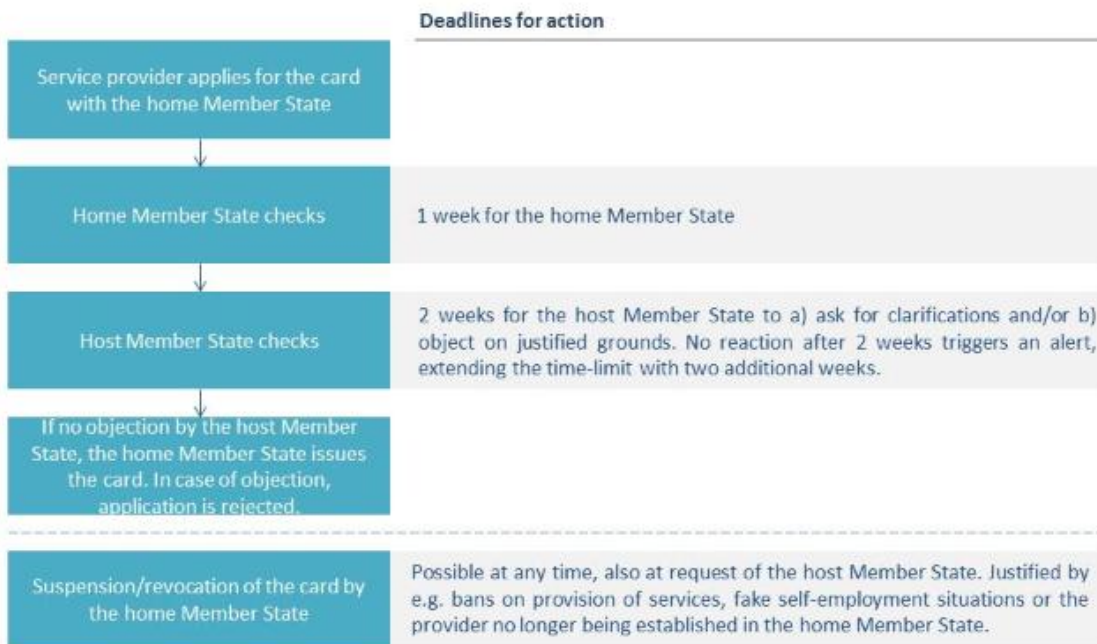 Deadlines for action
Service provider applies for the card
with the home Member State
Home Member State checks
1 week for the home Member State
Host Member State checks
2 weeks for the host Member State to a) ask for clarifications and/or b)
object on justified grounds. No reaction after 2 weeks triggers an alert,
extending the time-limit with two additional weeks.
If no objection by the host Member
State, the home Member State issues
the card. In case of objection,
application is rejected.
Suspension/revocation of the card by
the home Member State
Possible at any time, also at request of the host Member State. Justified by
e.g. bans on provision of services, fake self-employment situations or the
provider no longer being established in the home Member State.